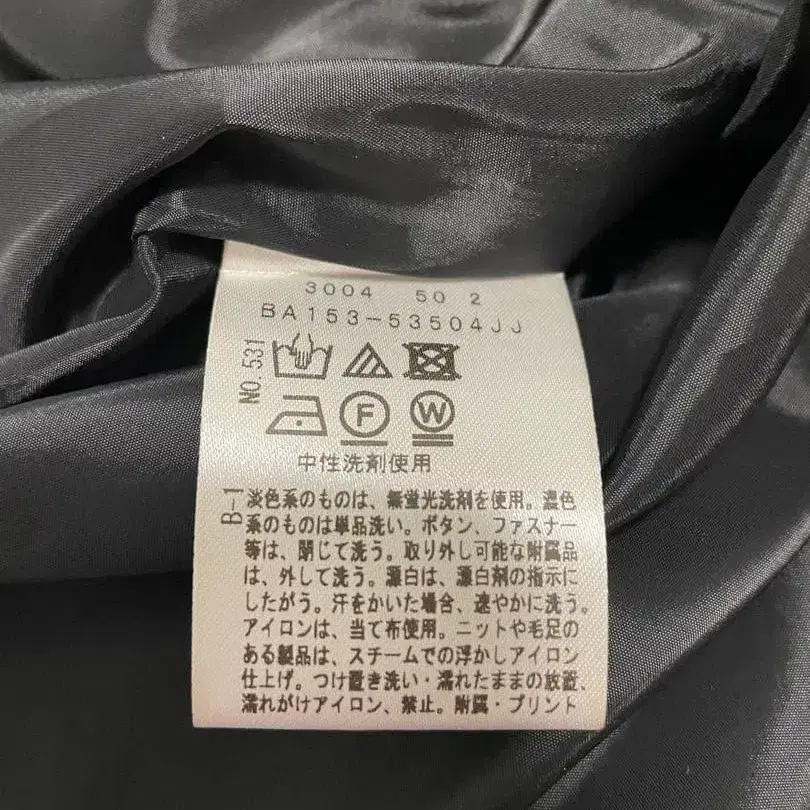 3004 50 2
BA153-53504JJ
NO.531
F W
中性洗剤使用
B-1
淡色系のものは、無蛍光洗剤を使用。濃色
系のものは単品洗い。ボタン、ファスナー
等は、閉じて洗う。取り外し可能な附属品
は、外して洗う。漂白は、漂白剤の指示に
したがう。汗をかいた場合、速やかに洗う。
アイロンは、当て布使用。ニットや毛足の
ある製品は、スチームでの浮かしアイロン
仕上げ。つけ置き洗い・濡れたままの放置、
濡れがけアイロン、禁止。附属・プリント